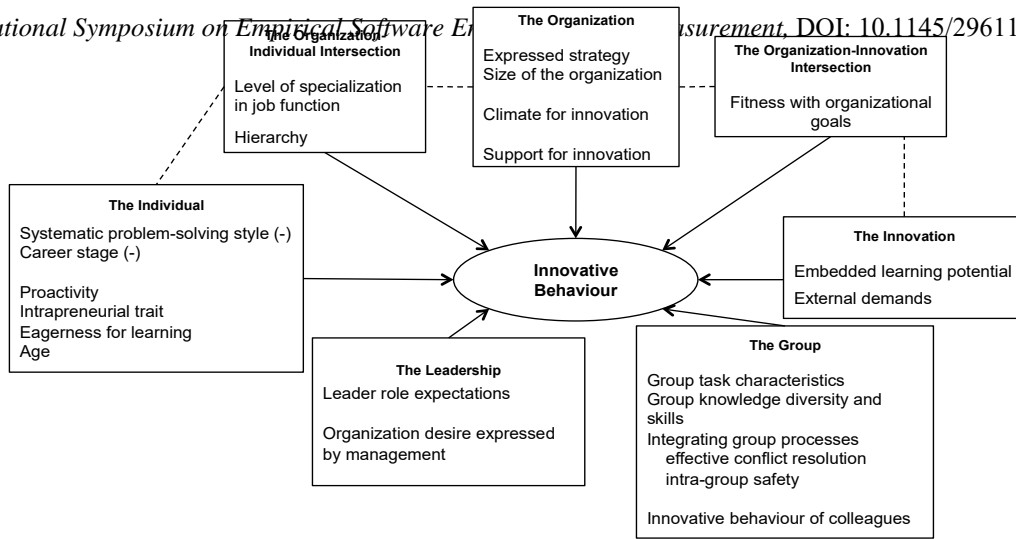 ational Symposium on Empirical Software En surement, DOI: 10.1145/29611
The Organization-
Individual Intersection
Level of specialization
in job function
Hierarchy
The Organization
Expressed strategy
Size of the organization
Climate for innovation
Support for innovation
The Organization-Innovation
Intersection
Fitness with organizational
goals
The Individual
Systematic problem-solving style (-)
Career stage (-)
Proactivity
Intrapreneurial trait
Eagerness for learning
Age
Innovative
Behaviour
The Innovation
Embedded learning potential
External demands
The Leadership
Leader role expectations
Organization desire expressed
by management
The Group
Group task characteristics
Group knowledge diversity and
skills
Integrating group processes
effective conflict resolution
intra-group safety
Innovative behaviour of colleagues